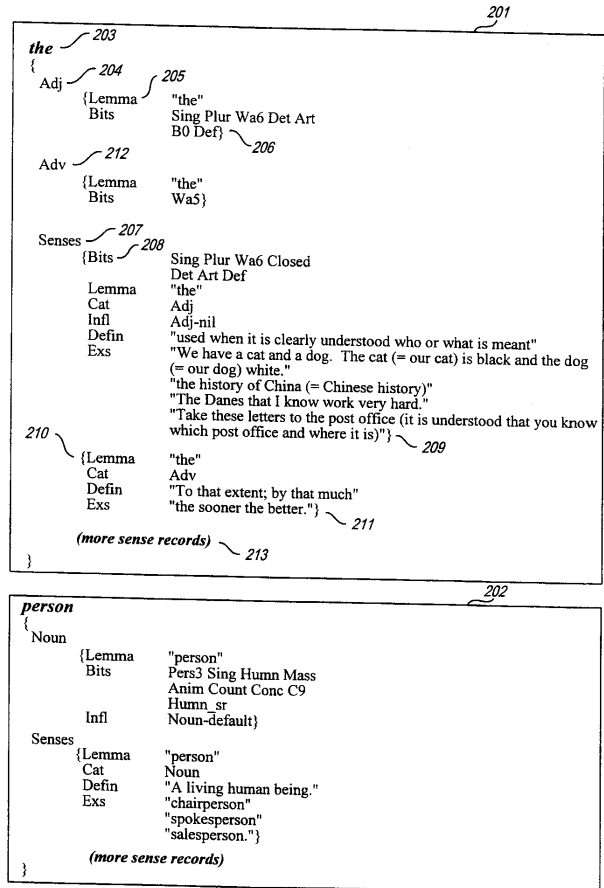 201
the 203
{
Adj 204
205
{Lemma "the"
Bits Sing Plur Wa6 Det Art
B0 Def} 206
Adv 212
{Lemma "the"
Bits Wa5}
Senses 207
{Bits 208 Sing Plur Wa6 Closed
Det Art Def
Lemma "the"
Cat Adj
Infl Adj-nil
Defin "used when it is clearly understood who or what is meant"
Exs "We have a cat and a dog. The cat (= our cat) is black and the dog
(= our dog) white."
"the history of China (= Chinese history)"
"The Danes that I know work very hard."
"Take these letters to the post office (it is understood that you know
which post office and where it is)"} 209
210 {Lemma "the"
Cat Adv
Defin "To that extent; by that much"
Exs "the sooner the better."} 211
(more sense records) 213
}
202
person
{
Noun
{Lemma "person"
Bits Pers3 Sing Humn Mass
Anim Count Conc C9
Humn_sr
Infl Noun-default}
Senses
{Lemma "person"
Cat Noun
Defin "A living human being."
Exs "chairperson"
"spokesperson"
"salesperson."}
(more sense records)
}